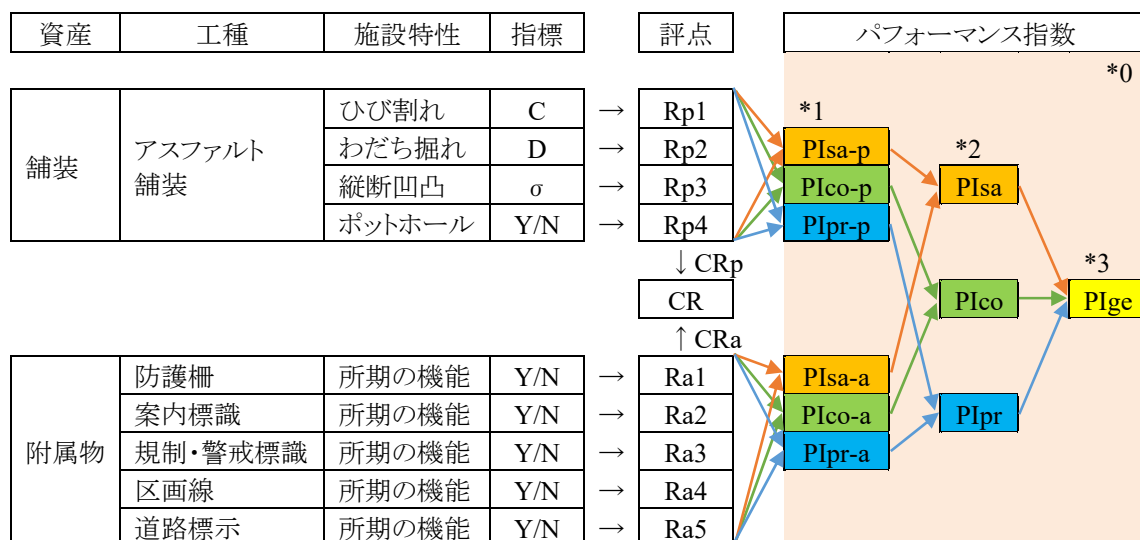 資産 工種 施設特性 指標 評点 パフォーマンス指数
*0
舗装 アスファルト舗装 ひび割れ C → Rp1 *1
わだち掘れ D → Rp2 PIsa-p *2
縦断凹凸 σ → Rp3 PIco-p PIsa
ポットホール Y/N → Rp4 PIpr-p
↓CRp *3
CR PIco PIge
↑CRa
附属物 防護柵 所期の機能 Y/N → Ra1 PIsa-a
案内標識 所期の機能 Y/N → Ra2 PIco-a PIpr
規制・警戒標識 所期の機能 Y/N → Ra3 PIpr-a
区画線 所期の機能 Y/N → Ra4
道路標示 所期の機能 Y/N → Ra5